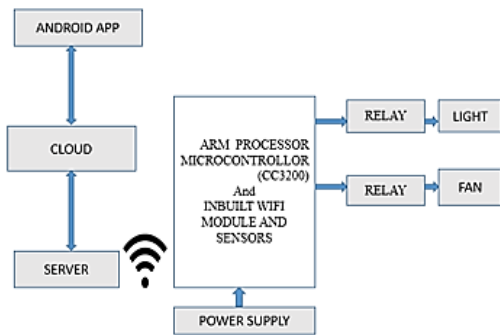 ANDROID APP
CLOUD
SERVER
ARM PROCESSOR
MICROCONTROLLOR
(CC3200)
And
INBUILT WIFI
MODULE AND
SENSORS
POWER SUPPLY
RELAY
LIGHT
RELAY
FAN